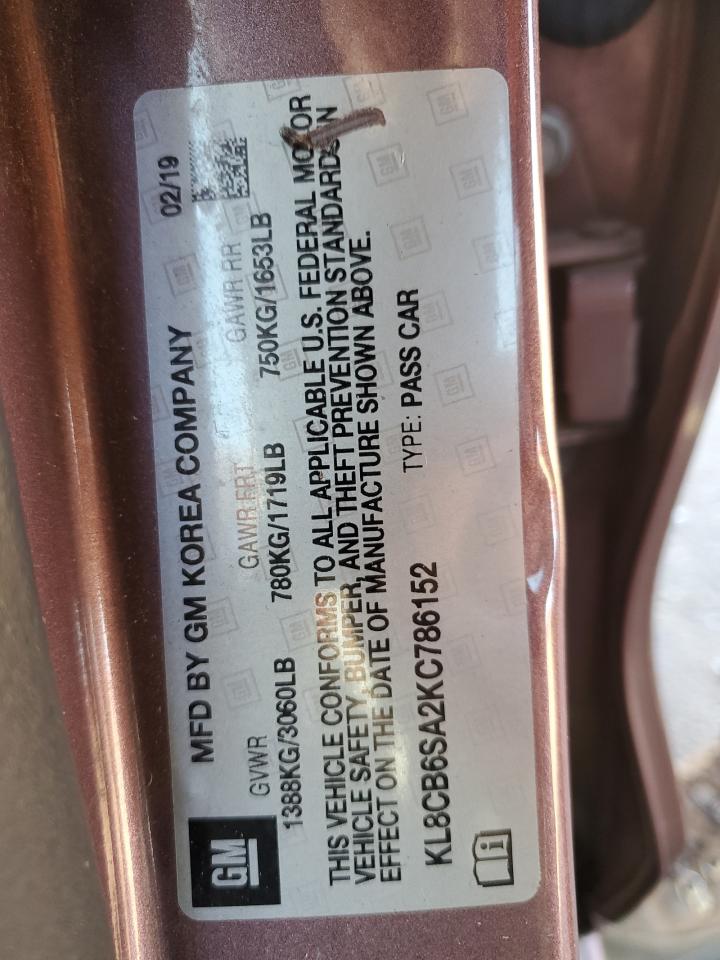 GM
MFD BY GM KOREA COMPANY 02/19
GVWR GAWR FRT GAWR RR
1388KG/3060LB 780KG/1719LB 750KG/1653LB
THIS VEHICLE CONFORMS TO ALL APPLICABLE U.S. FEDERAL MOTOR
VEHICLE SAFETY, BUMPER, AND THEFT PREVENTION STANDARDS IN
EFFECT ON THE DATE OF MANUFACTURE SHOWN ABOVE.
KL8CB6SA2KC786152 TYPE: PASS CAR